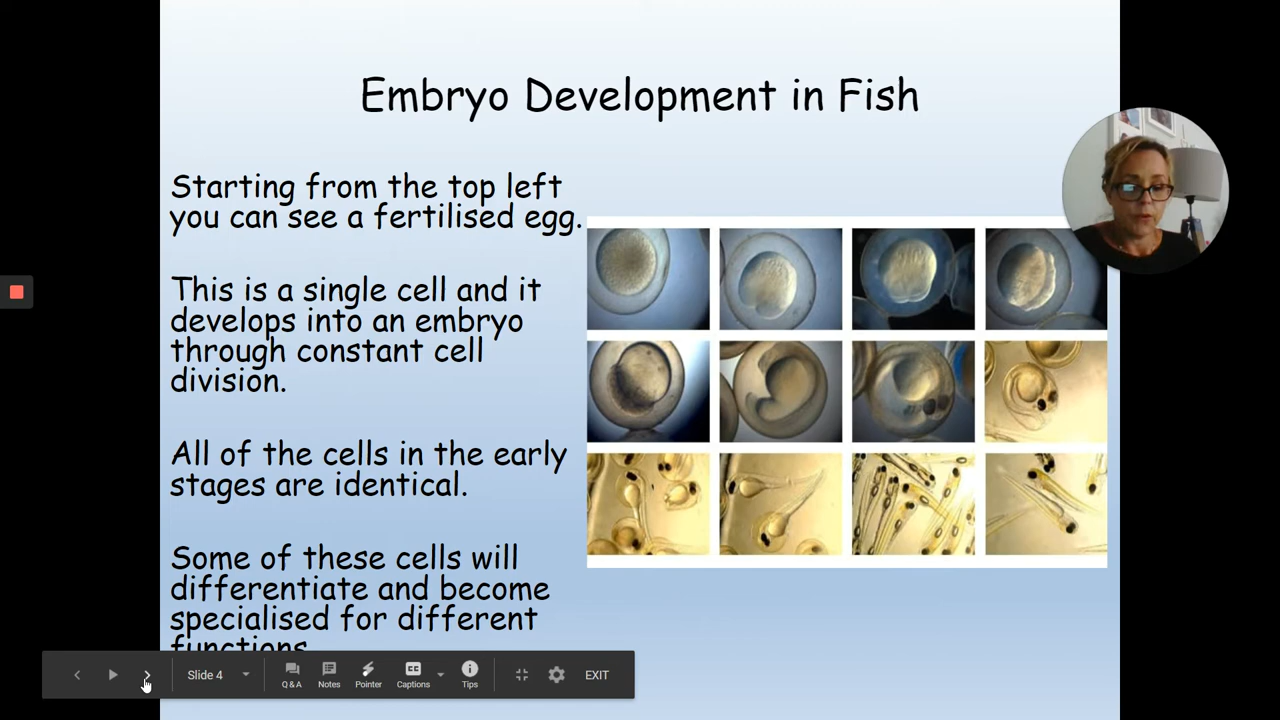 Embryo Development in Fish
Starting from the top left
you can see a fertilised egg.
This is a single cell and it
develops into an embryo
through constant cell
division.
All of the cells in the early
stages are identical.
Some of these cells will
differentiate and become
specialised for different
functions
Slide 4
Q & A
Notes
Pointer
CC
Captions
Tips
EXIT